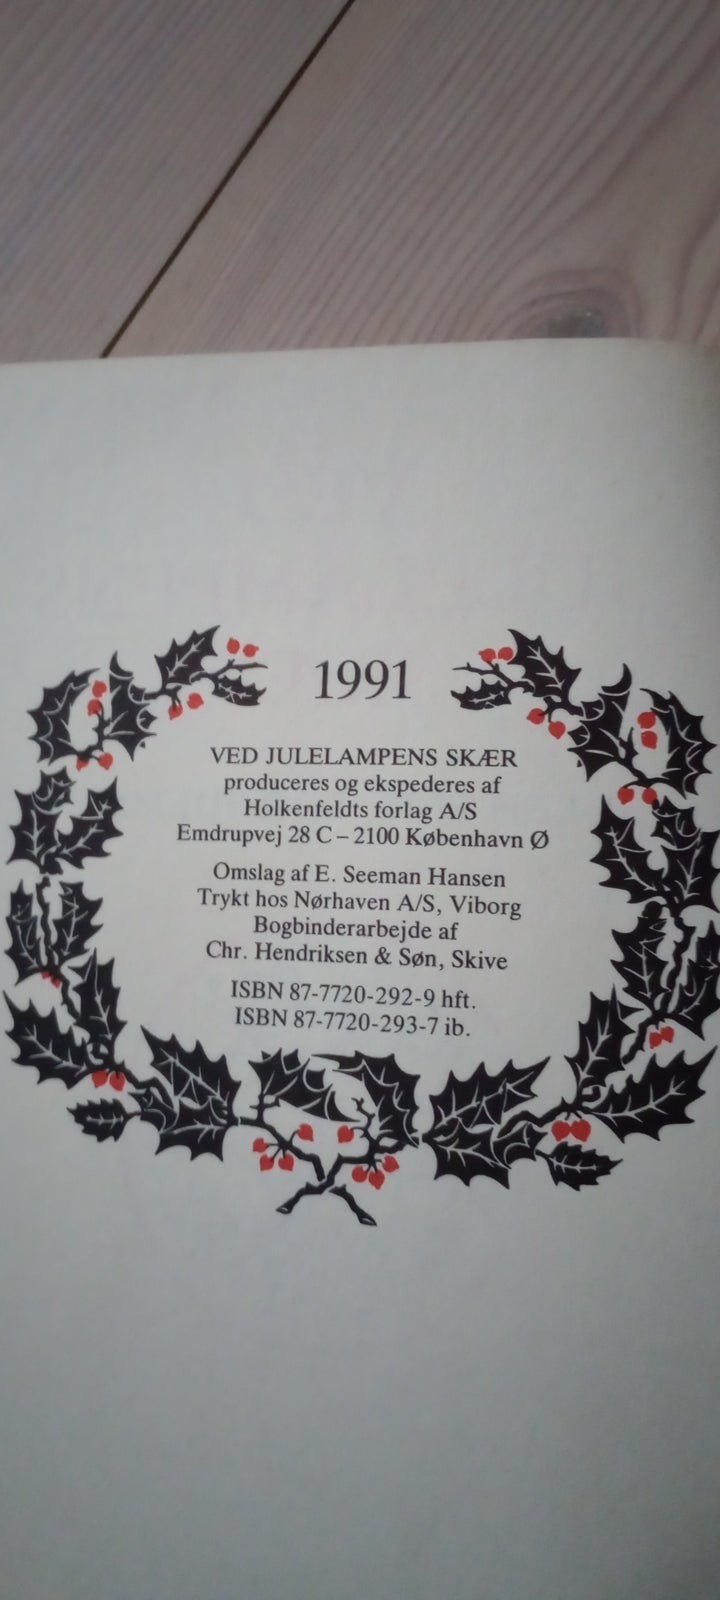 1991
VED JULELAMPENS SKÆR
produceres og ekspederes af
Holkenfeldts forlag A/S
Emdrupvej 28 C – 2100 København Ø
Omslag af E. Seeman Hansen
Trykt hos Nørhaven A/S, Viborg
Bogbinderarbejde af
Chr. Hendriksen & Søn, Skive
ISBN 87-7720-292-9 hft.
ISBN 87-7720-293-7 ib.